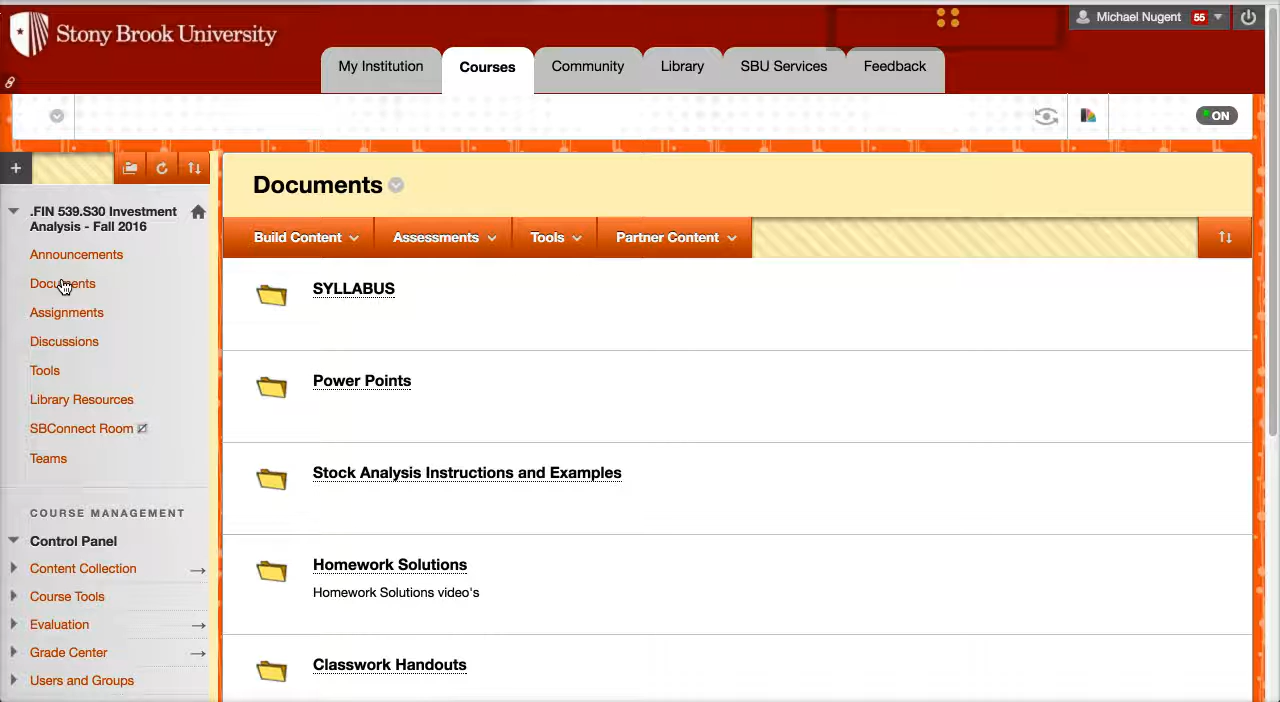 Stony Brook University
Michael Nugent 55
My Institution
Courses
Community
Library
SBU Services
Feedback
ON
.FIN 539.S30 Investment
Analysis - Fall 2016
Announcements
Documents
Assignments
Discussions
Tools
Library Resources
SBConnect Room
Teams
COURSE MANAGEMENT
Control Panel
Content Collection
Course Tools
Evaluation
Grade Center
Users and Groups
Documents
Build Content
Assessments
Tools
Partner Content
SYLLABUS
Power Points
Stock Analysis Instructions and Examples
Homework Solutions
Homework Solutions video's
Classwork Handouts